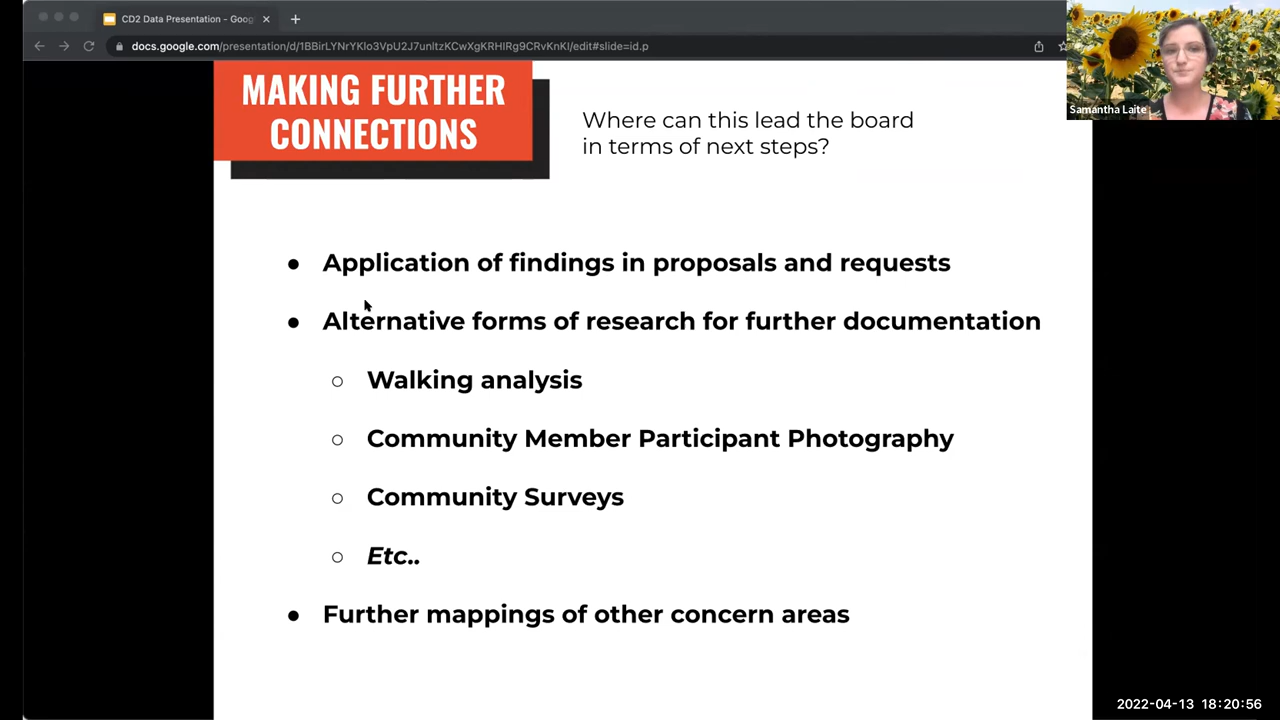 CD2 Data Presentation - Goog
docs.google.com/presentation/d/1BBirLYNrYKlo3VpU2J7unltzKCwXgKRHIRg9CRvKnKI/edit#slide=id.p
Samantha Laite
MAKING FURTHER
CONNECTIONS
Where can this lead the board
in terms of next steps?
● Application of findings in proposals and requests
● Alternative forms of research for further documentation
○ Walking analysis
○ Community Member Participant Photography
○ Community Surveys
○ Etc..
● Further mappings of other concern areas
2022-04-13 18:20:56